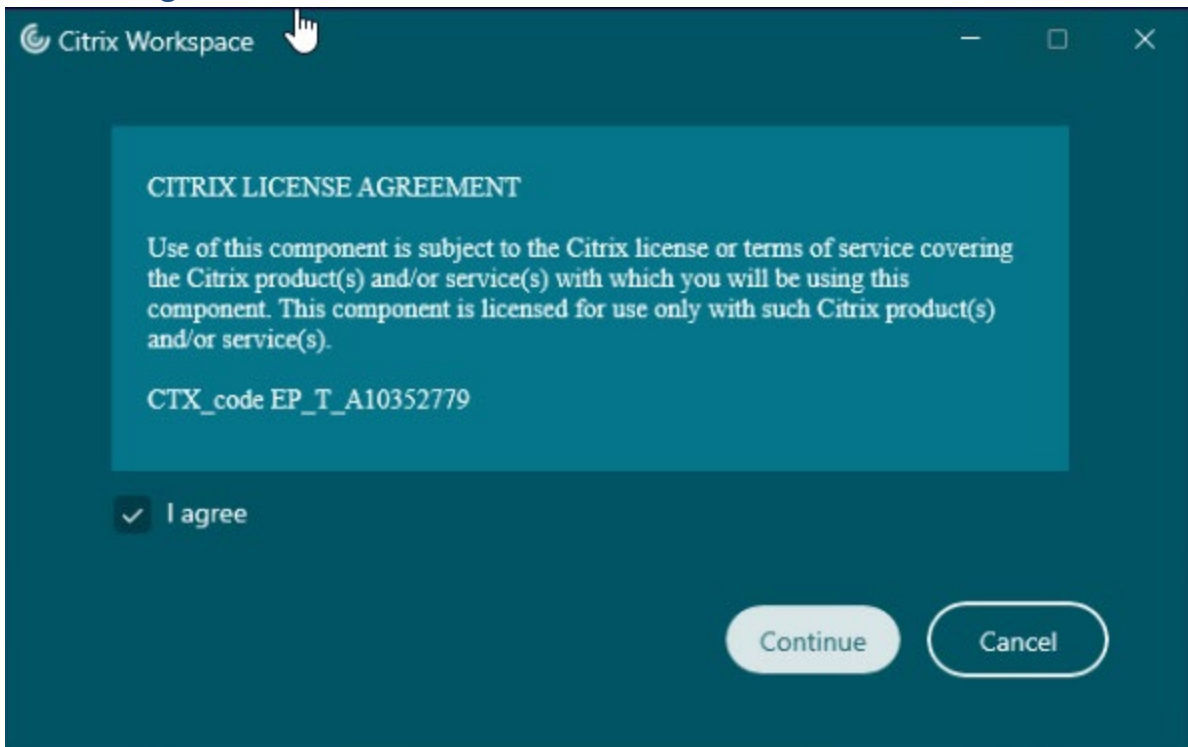 Citrix Workspace
CITRIX LICENSE AGREEMENT
Use of this component is subject to the Citrix license or terms of service covering
the Citrix product(s) and/or service(s) with which you will be using this
component. This component is licensed for use only with such Citrix product(s)
and/or service(s).
CTX_code EP_T_A10352779
I agree
Continue
Cancel